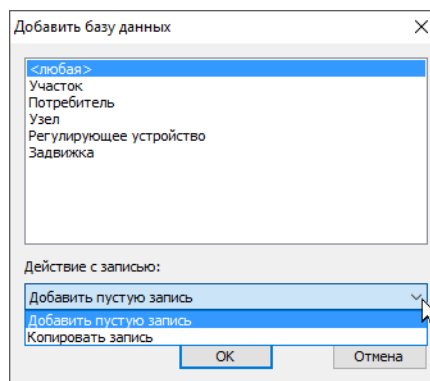 Добавить базу данных
<любая>
Участок
Потребитель
Узел
Регулирующее устройство
Задвижка
Действие с записью:
Добавить пустую запись
Добавить пустую запись
Копировать запись
OK
Отмена